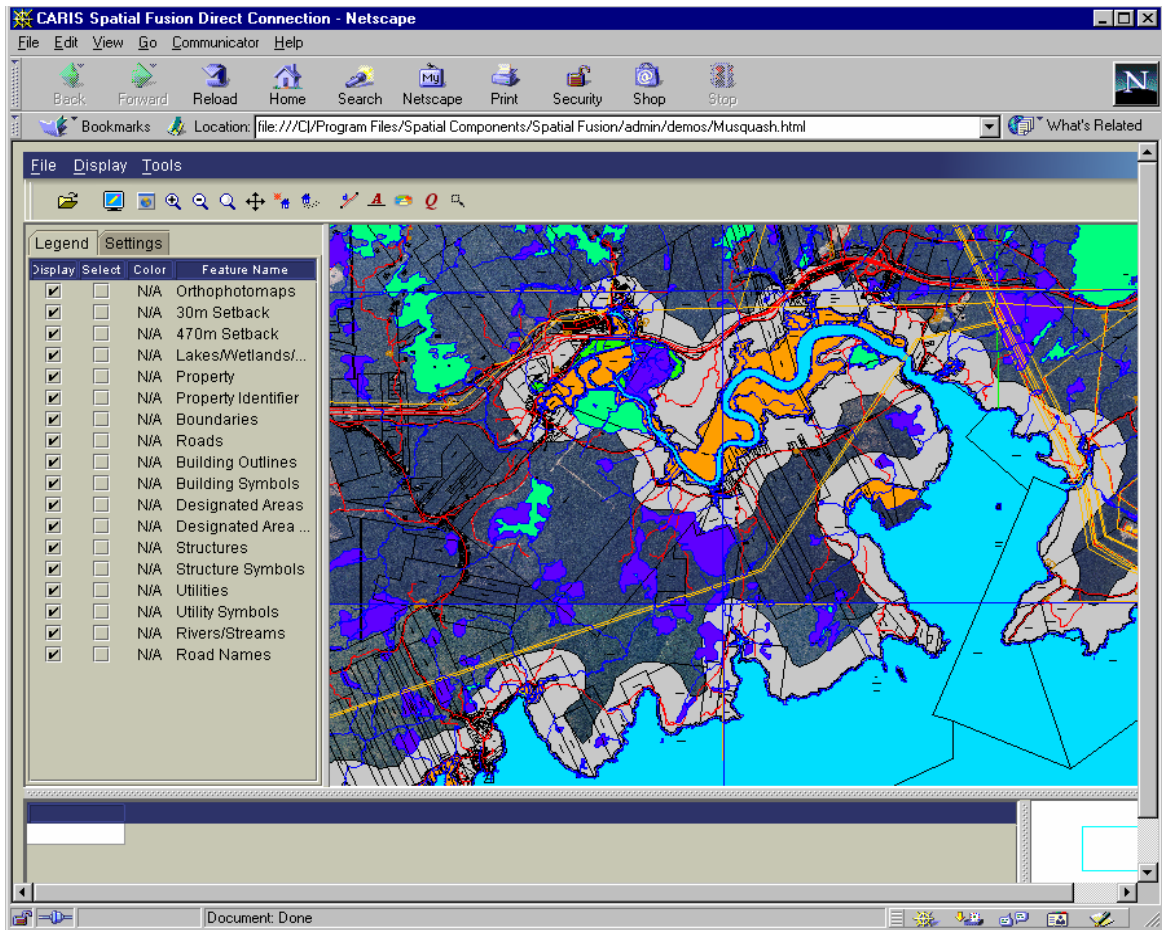 CARIS Spatial Fusion Direct Connection - Netscape
File Edit View Go Communicator Help
My N
Back Forward Reload Home Search Netscape Print Security Shop Stop
Bookmarks Location: file:///C|/Program Files/Spatial Components/Spatial Fusion/admin/demos/Musquash.html What's Related
File Display Tools
A Q
Legend Settings
Display Select Color Feature Name
N/A Orthophotomaps
N/A 30m Setback
N/A 470m Setback
N/A Lakes/Wetlands/...
N/A Property
N/A Property Identifier
N/A Boundaries
N/A Roads
N/A Building Outlines
N/A Building Symbols
N/A Designated Areas
N/A Designated Area ...
N/A Structures
N/A Structure Symbols
N/A Utilities
N/A Utility Symbols
N/A Rivers/Streams
N/A Road Names
Document: Done